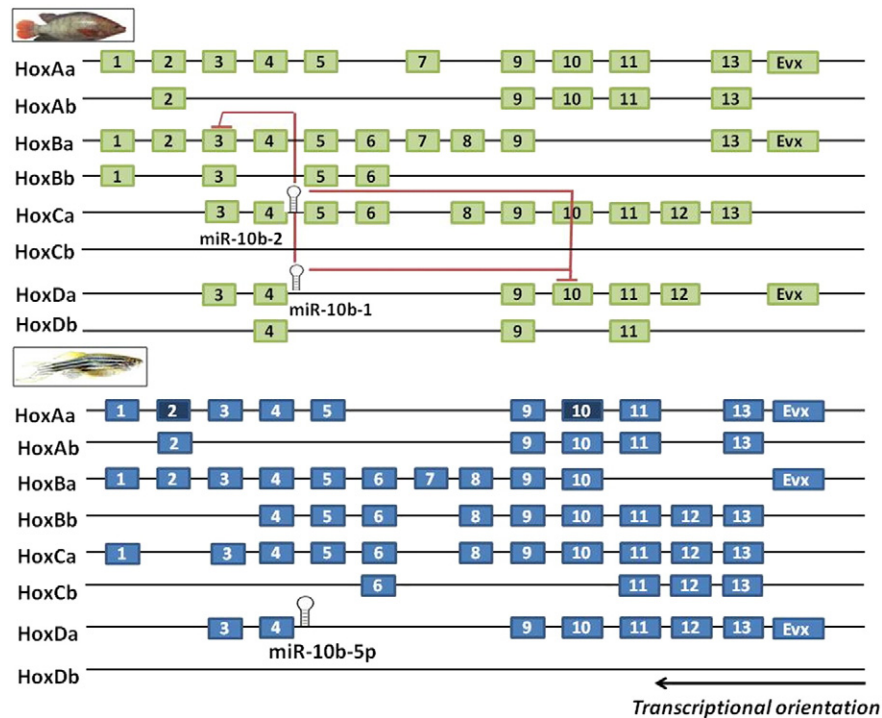 HoxAa 1 2 3 4 5 7 9 10 11 13 Evx
HoxAb 2 9 10 11 13
HoxBa 1 2 3 4 5 6 7 8 9 13 Evx
HoxBb 1 3 5 6
HoxCa 3 4 5 6 8 9 10 11 12 13
miR-10b-2
HoxCb
HoxDa 3 4 9 10 11 12 Evx
miR-10b-1
HoxDb 4 9 11
HoxAa 1 2 3 4 5 9 10 11 13 Evx
HoxAb 2 9 10 11 13
HoxBa 1 2 3 4 5 6 7 8 9 10 Evx
HoxBb 4 5 6 8 9 10 11 12 13
HoxCa 1 3 4 5 6 8 9 10 11 12 13
HoxCb 6 11 12 13
HoxDa 3 4 9 10 11 12 13 Evx
miR-10b-5p
HoxDb
Transcriptional orientation